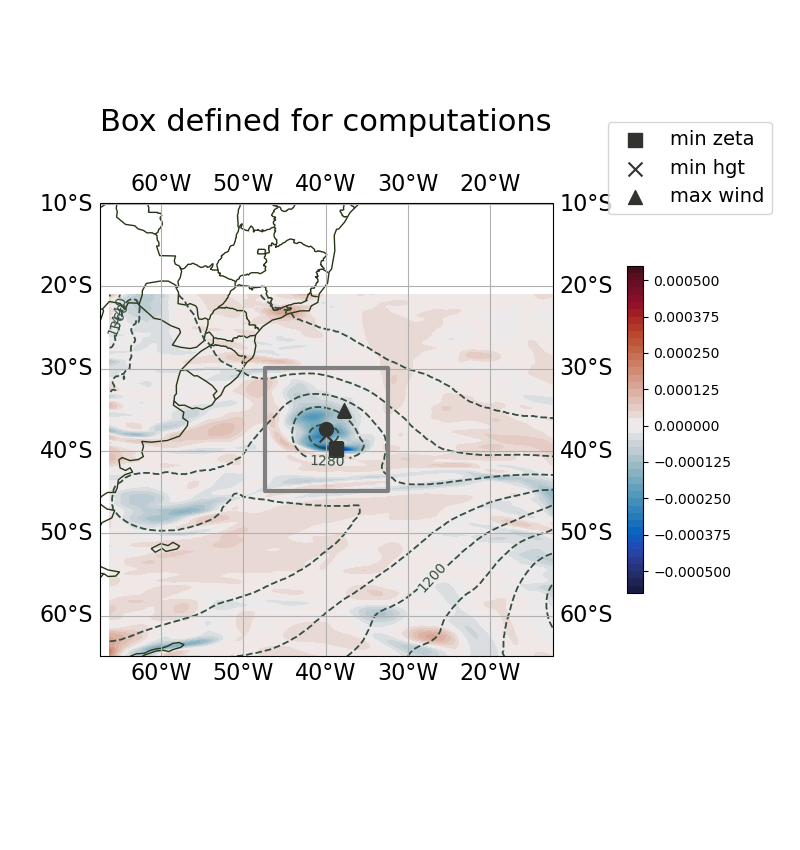 Box defined for computations
min zeta
min hgt
max wind
60°W 50°W 40°W 30°W 20°W
10°S 10°S
20°S 20°S
30°S 30°S
40°S 40°S
50°S 50°S
60°S 60°S
1280
1200
60°W 50°W 40°W 30°W 20°W
0.000500
0.000375
0.000250
0.000125
0.000000
−0.000125
−0.000250
−0.000375
−0.000500